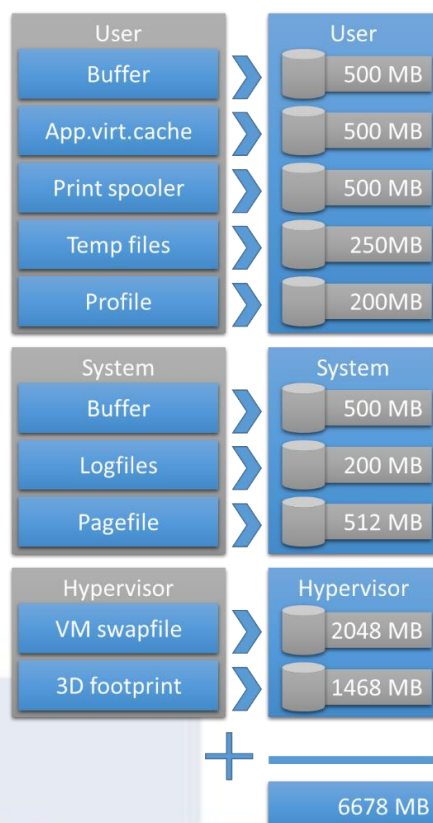 User User
Buffer 500 MB
App.virt.cache 500 MB
Print spooler 500 MB
Temp files 250MB
Profile 200MB
System System
Buffer 500 MB
Logfiles 200 MB
Pagefile 512 MB
Hypervisor Hypervisor
VM swapfile 2048 MB
3D footprint 1468 MB
+
6678 MB